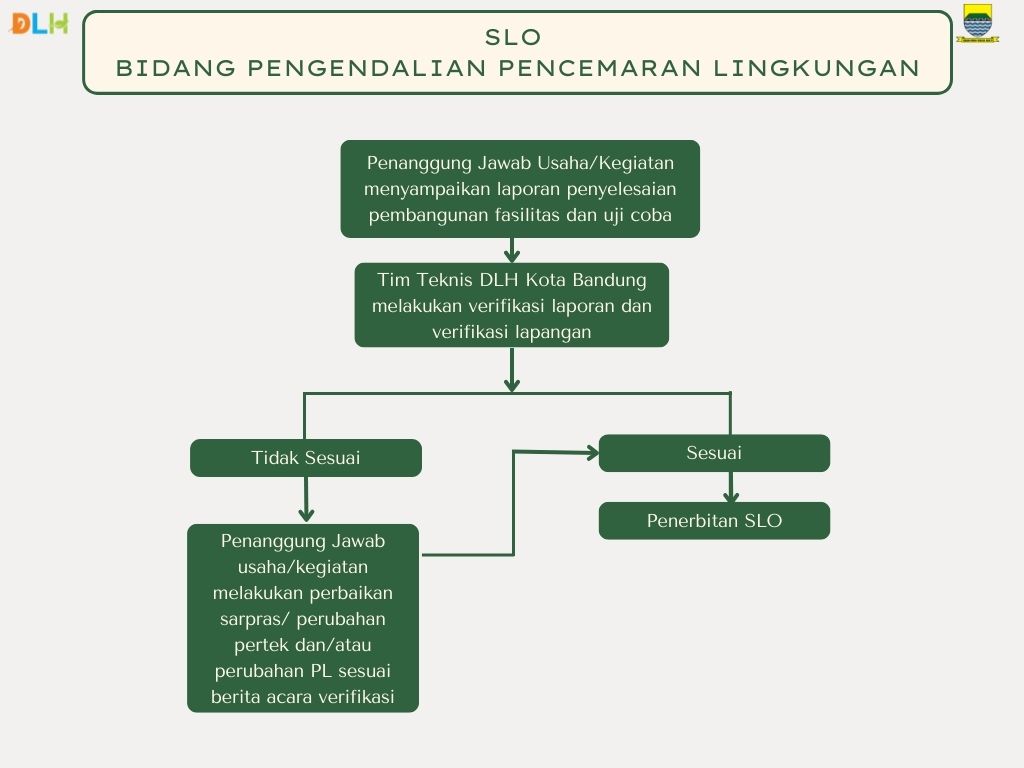 DLH
SLO
BIDANG PENGENDALIAN PENCEMARAN LINGKUNGAN
Penanggung Jawab Usaha/Kegiatan
menyampaikan laporan penyelesaian
pembangunan fasilitas dan uji coba
Tim Teknis DLH Kota Bandung
melakukan verifikasi laporan dan
verifikasi lapangan
Tidak Sesuai
Sesuai
Penerbitan SLO
Penanggung Jawab
usaha/kegiatan
melakukan perbaikan
sarpras/ perubahan
pertek dan/atau
perubahan PL sesuai
berita acara verifikasi